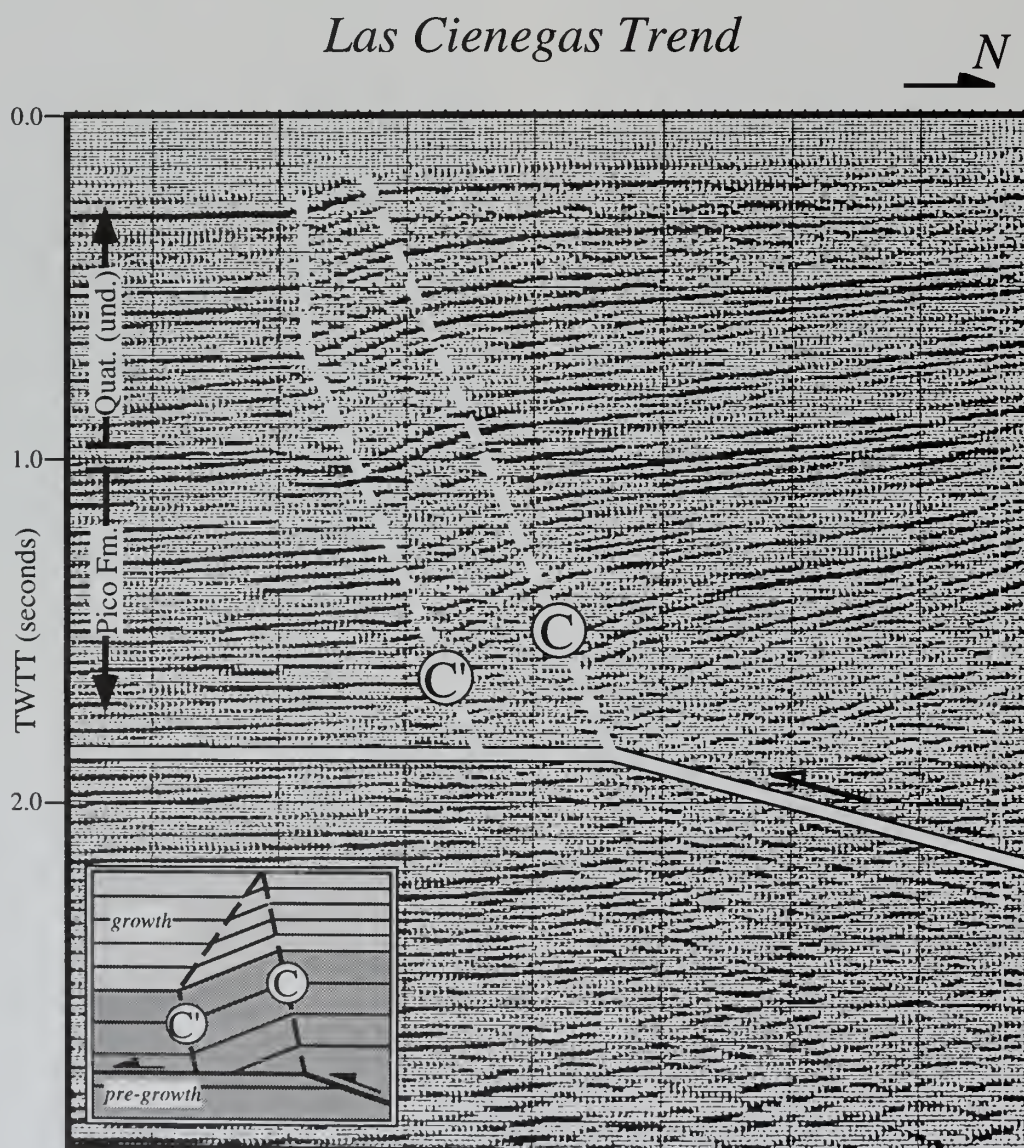 Las Cienegas Trend
N
0.0
Quat. (und.)
1.0
TWTT (seconds)
Pico Fm.
C
C'
2.0
growth
C
C'
pre-growth